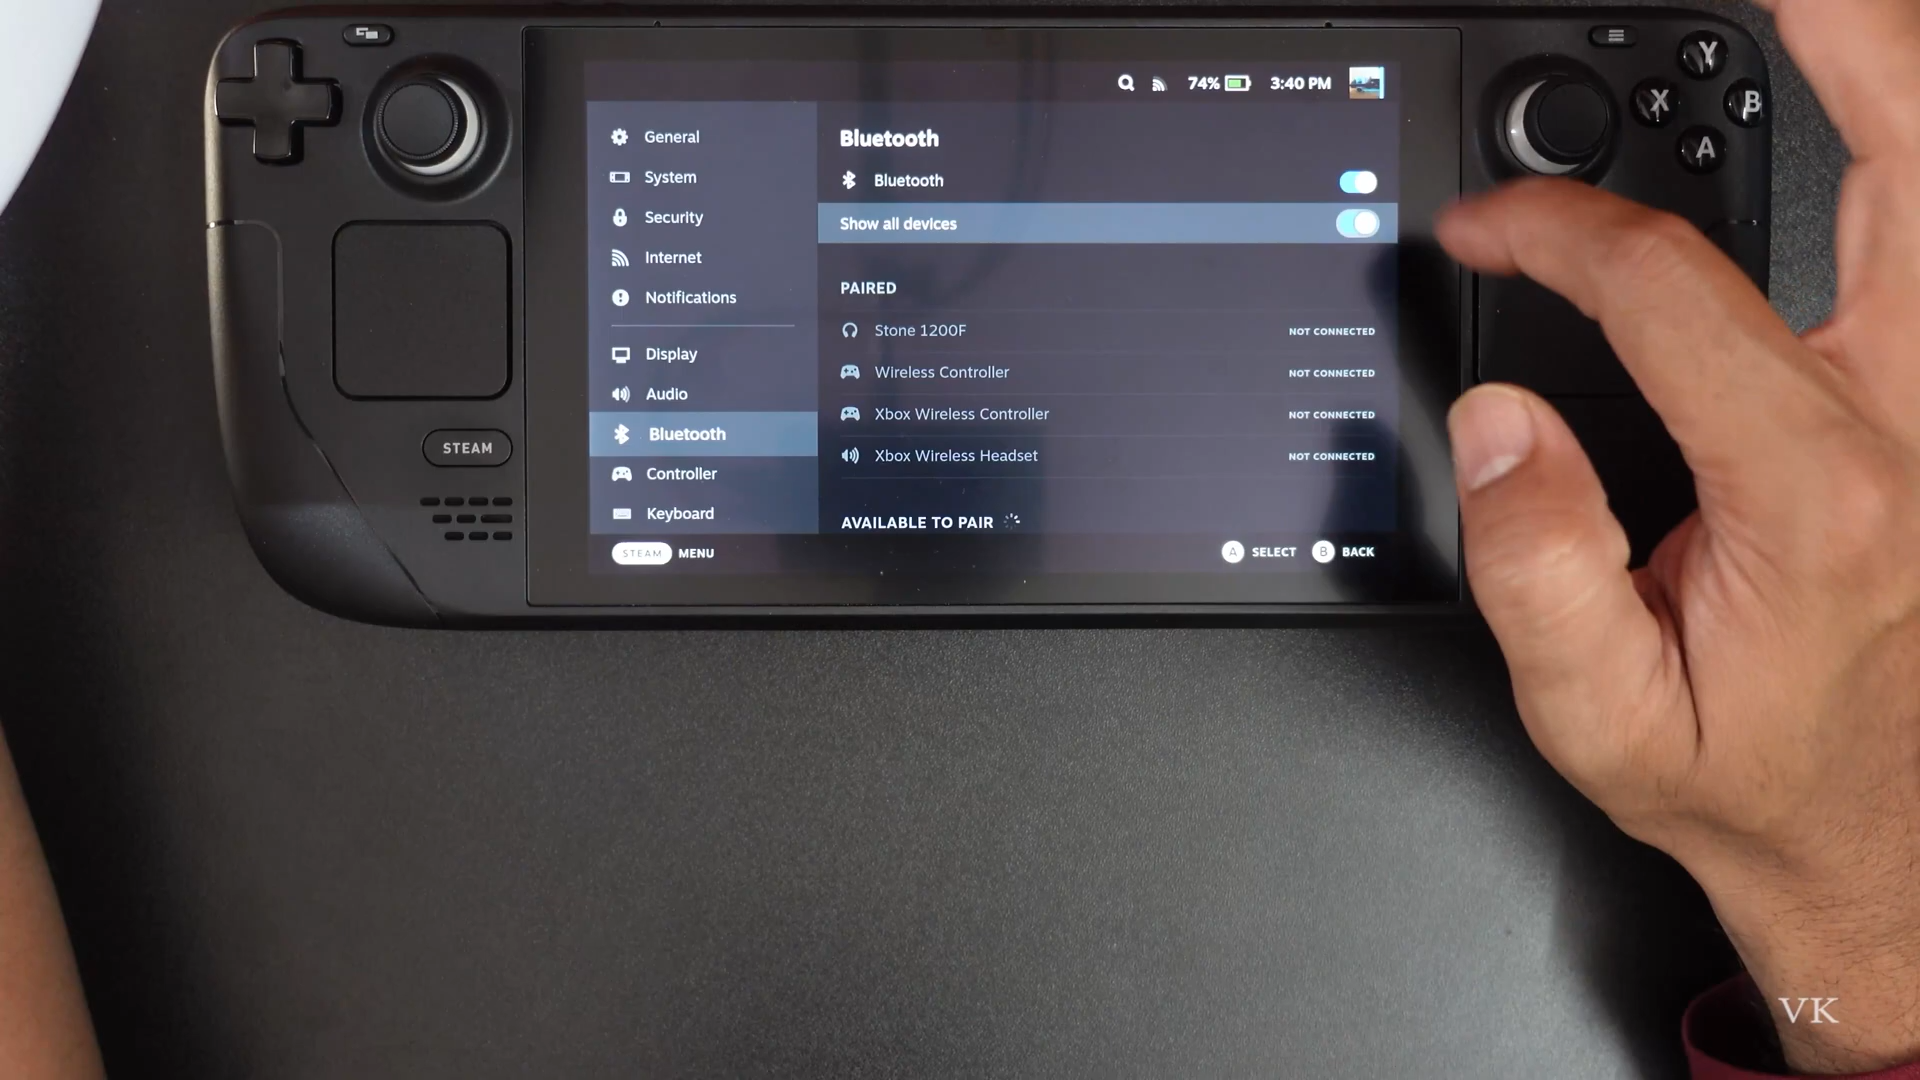 74% 3:40 PM
Y
X
B
A
General
System
Security
Internet
Notifications
Display
Audio
Bluetooth
Controller
Keyboard
Bluetooth
Bluetooth
Show all devices
PAIRED
Stone 1200F NOT CONNECTED
Wireless Controller NOT CONNECTED
Xbox Wireless Controller NOT CONNECTED
Xbox Wireless Headset NOT CONNECTED
AVAILABLE TO PAIR
STEAM
STEAM MENU
A SELECT B BACK
VK